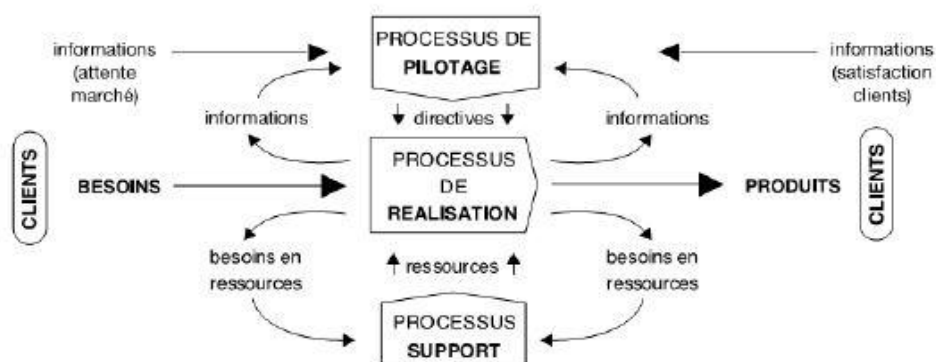 informations
(attente
marché)
PROCESSUS DE
PILOTAGE
informations
(satisfaction
clients)
informations
directives
informations
CLIENTS
BESOINS
PROCESSUS
DE
REALISATION
PRODUITS
CLIENTS
besoins en
ressources
ressources
besoins en
ressources
PROCESSUS
SUPPORT